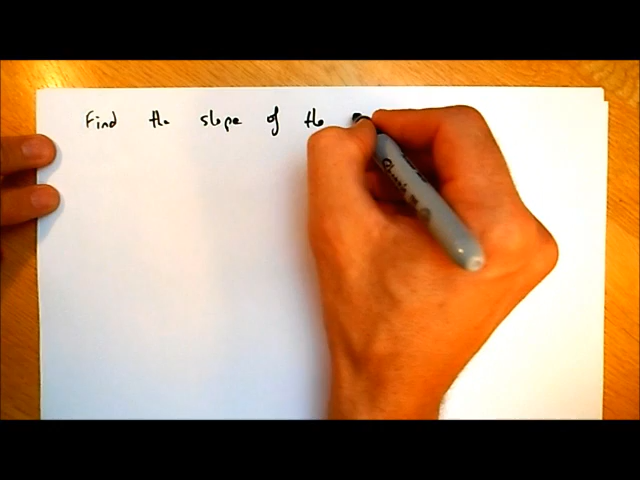 Find the slope of the